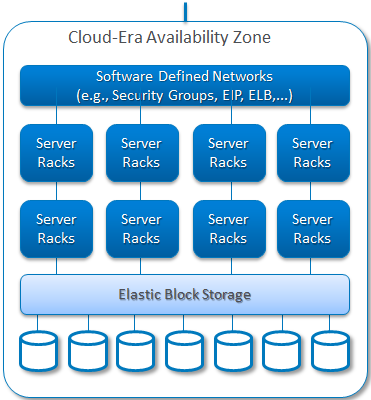 Cloud-Era Availability Zone
Software Defined Networks
(e.g., Security Groups, EIP, ELB,...)
Server
Racks
Server
Racks
Server
Racks
Server
Racks
Server
Racks
Server
Racks
Server
Racks
Server
Racks
Elastic Block Storage